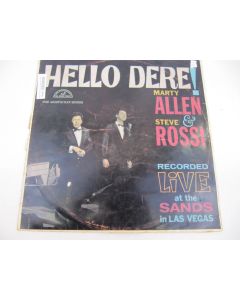 HELLO DERE!
MARTY
ALLEN
STEVE &
ROSSI
RECORDED
LiVE
at the
SANDS
in LAS VEGAS